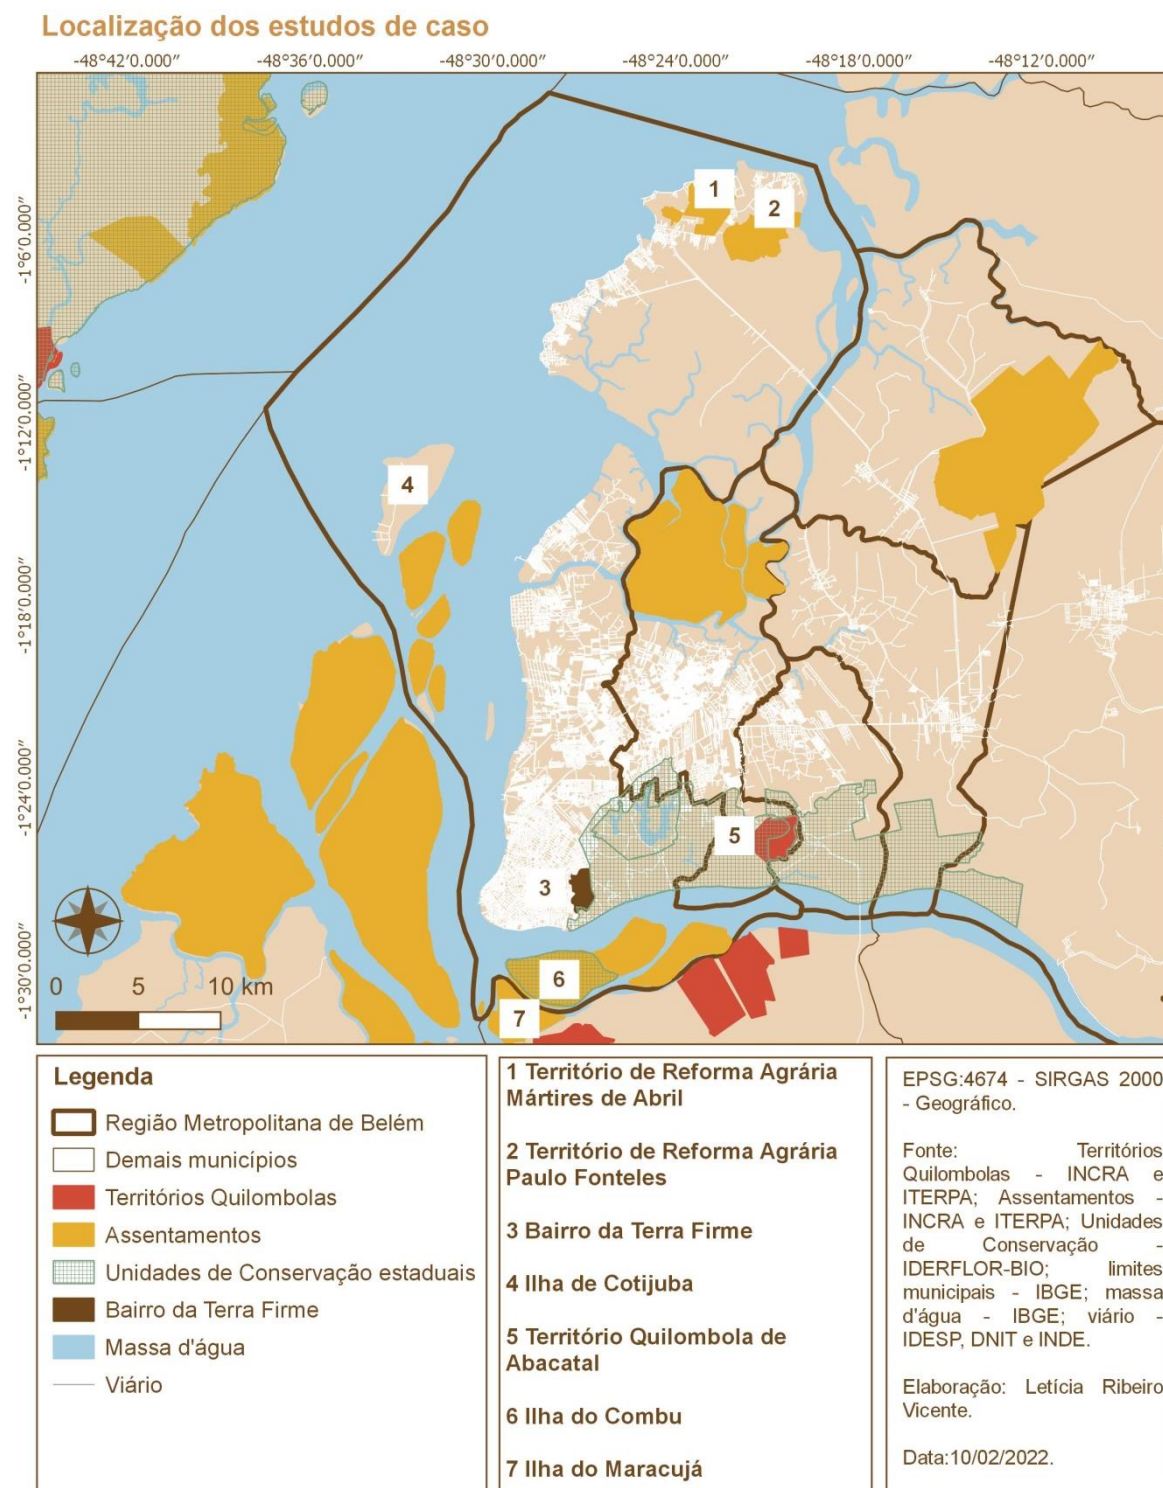 Localização dos estudos de caso
-48°42'0.000″ -48°36'0.000″ -48°30'0.000″ -48°24'0.000″ -48°18'0.000″ -48°12'0.000″
-1°6'0.000″
-1°12'0.000″
-1°18'0.000″
-1°24'0.000″
-1°30'0.000″
1
2
4
5
3
6
7
0 5 10 km
Legenda
Região Metropolitana de Belém
Demais municípios
Territórios Quilombolas
Assentamentos
Unidades de Conservação estaduais
Bairro da Terra Firme
Massa d'água
Viário
1 Território de Reforma Agrária
Mártires de Abril
2 Território de Reforma Agrária
Paulo Fonteles
3 Bairro da Terra Firme
4 Ilha de Cotijuba
5 Território Quilombola de
Abacatal
6 Ilha do Combu
7 Ilha do Maracujá
EPSG:4674 - SIRGAS 2000
- Geográfico.
Fonte: Territórios
Quilombolas - INCRA e
ITERPA; Assentamentos -
INCRA e ITERPA; Unidades
de Conservação -
IDERFLOR-BIO; limites
municipais - IBGE; massa
d'água - IBGE; viário -
IDESP, DNIT e INDE.
Elaboração: Letícia Ribeiro
Vicente.
Data:10/02/2022.